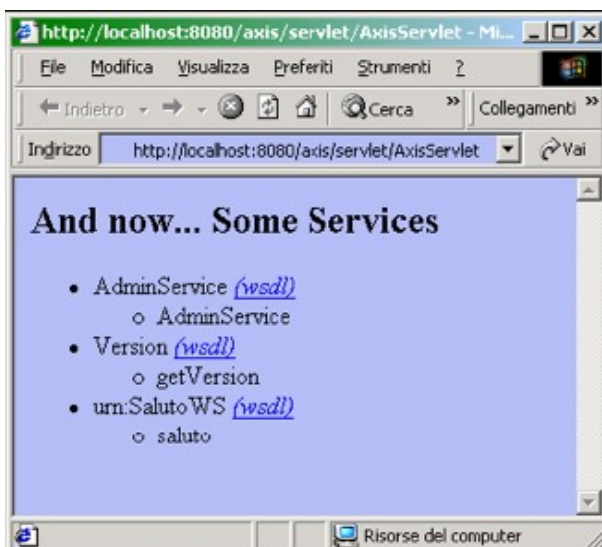 http://localhost:8080/axis/servlet/AxisServlet - Mi...
File Modifica Visualizza Preferiti Strumenti ?
Indietro Cerca » Collegamenti »
Indirizzo http://localhost:8080/axis/servlet/AxisServlet Vai
And now... Some Services
• AdminService (wsdl)
o AdminService
• Version (wsdl)
o getVersion
• urn:SalutoWS (wsdl)
o saluto
Risorse del computer